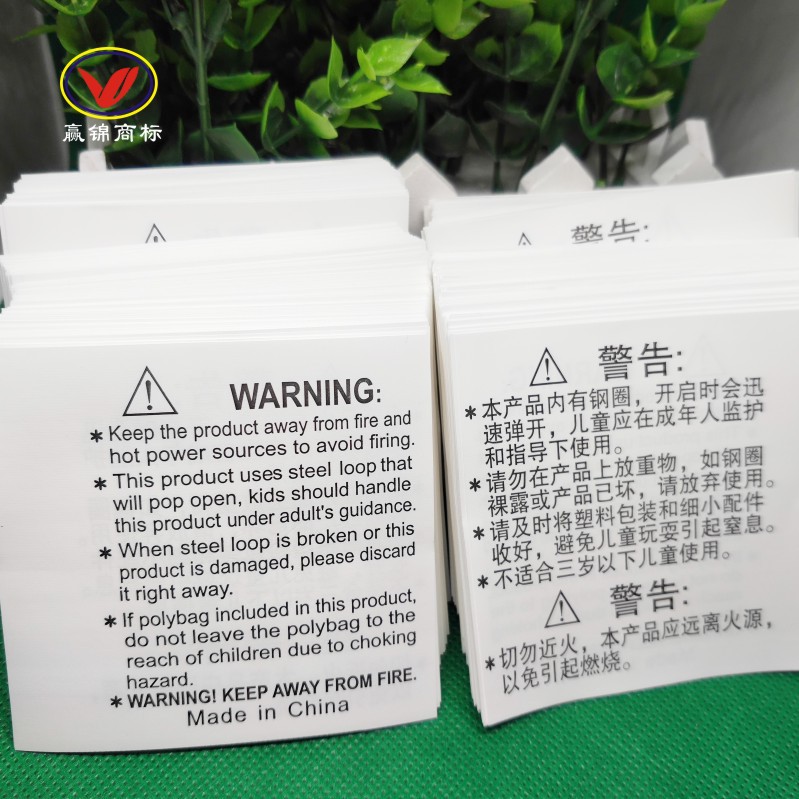 赢锦商标
警告:
WARNING:
* Keep the product away from fire and
hot power sources to avoid firing.
* This product uses steel loop that
will pop open, kids should handle
this product under adult's guidance.
* When steel loop is broken or this
product is damaged, please discard
it right away.
* If polybag included in this product,
do not leave the polybag to the
reach of children due to choking
hazard.
* WARNING! KEEP AWAY FROM FIRE.
Made in China
警告:
* 本产品内有钢圈，开启时会迅
速弹开，儿童应在成年人监护
和指导下使用。
* 请勿在产品上放重物，如钢圈
裸露或产品已坏，请放弃使用。
* 请及时将塑料包装和细小配件
收好，避免儿童玩耍引起窒息。
* 不适合三岁以下儿童使用。
警告:
* 切勿近火，本产品应远离火源，
以免引起燃烧。